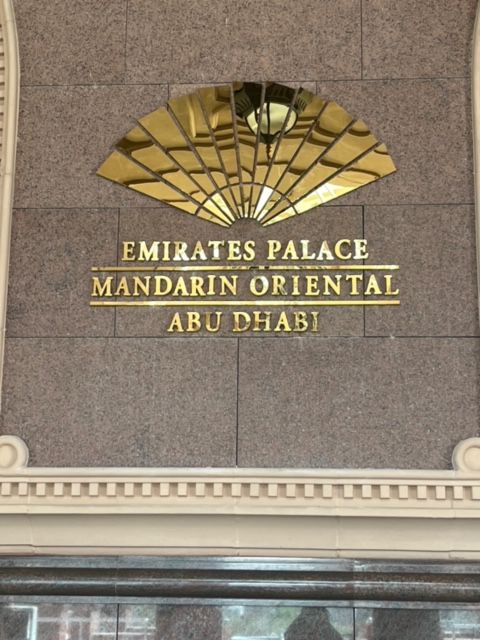 EMIRATES PALACE
MANDARIN ORIENTAL
ABU DHABI